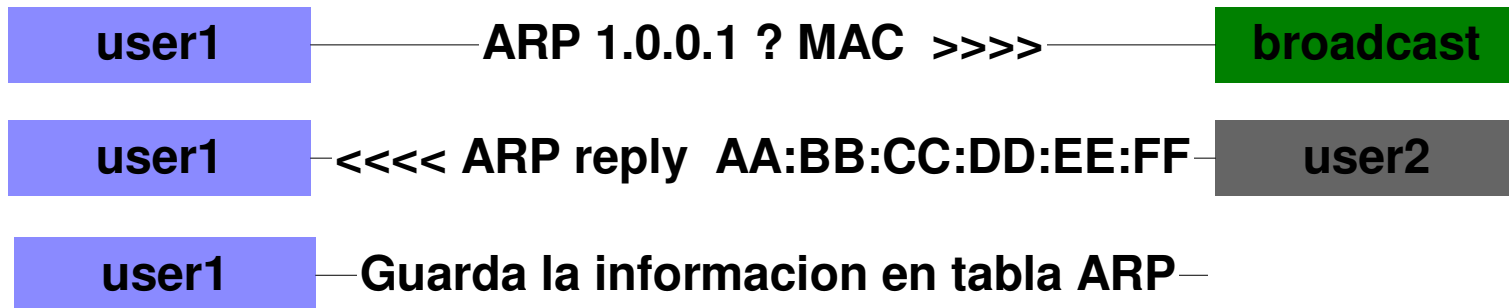 user1 ARP 1.0.0.1 ? MAC >>>> broadcast
user1 <<<< ARP reply AA:BB:CC:DD:EE:FF user2
user1 Guarda la informacion en tabla ARP